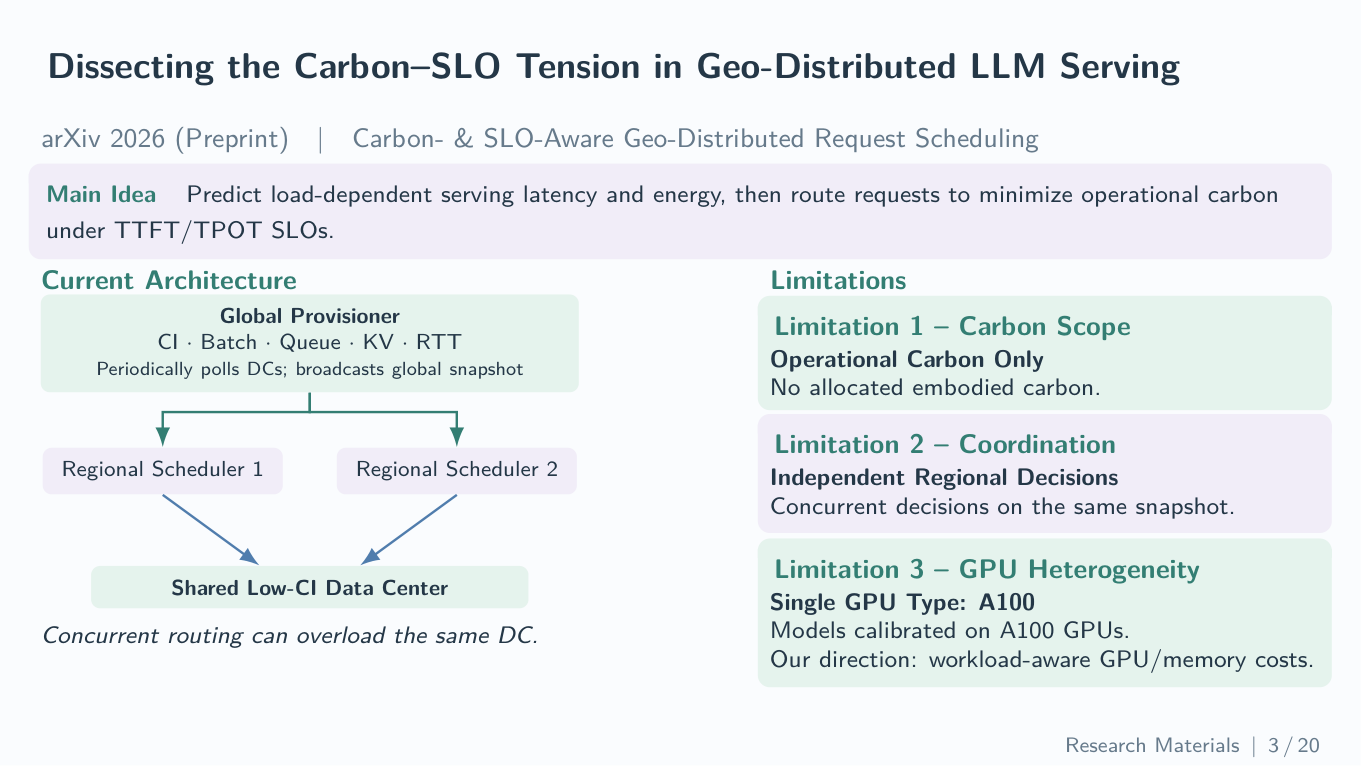 Dissecting the Carbon–SLO Tension in Geo-Distributed LLM Serving
arXiv 2026 (Preprint) | Carbon- & SLO-Aware Geo-Distributed Request Scheduling
Main Idea Predict load-dependent serving latency and energy, then route requests to minimize operational carbon
under TTFT/TPOT SLOs.
Current Architecture
Global Provisioner
CI · Batch · Queue · KV · RTT
Periodically polls DCs; broadcasts global snapshot
Regional Scheduler 1
Regional Scheduler 2
Shared Low-CI Data Center
Concurrent routing can overload the same DC.
Limitations
Limitation 1 – Carbon Scope
Operational Carbon Only
No allocated embodied carbon.
Limitation 2 – Coordination
Independent Regional Decisions
Concurrent decisions on the same snapshot.
Limitation 3 – GPU Heterogeneity
Single GPU Type: A100
Models calibrated on A100 GPUs.
Our direction: workload-aware GPU/memory costs.
Research Materials | 3 / 20